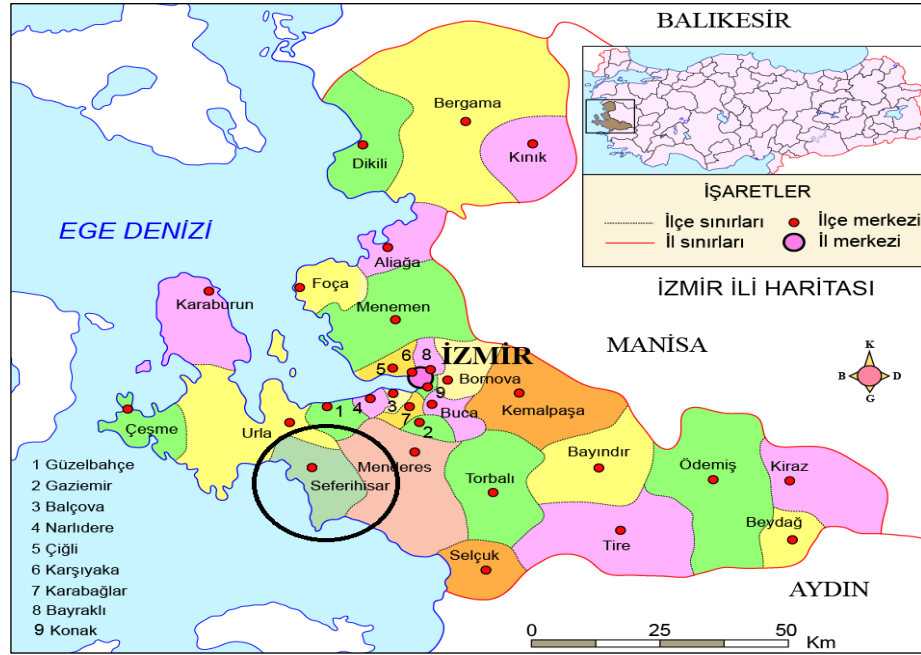 BALIKESİR
Bergama
Dikili
Kınık
İŞARETLER
İlçe sınırları
İlçe merkezi
İl sınırları
İl merkezi
EGE DENİZİ
Aliağa
Foça
Karaburun
Menemen
İZMİR İLİ HARİTASI
MANİSA
İZMİR
6
8
5
9
Bornova
Kemalpaşa
K
B
D
G
1
4
3
7
2
Buca
Çeşme
Urla
Menderes
Seferihisar
Torbalı
Bayındır
Ödemiş
Kiraz
Beydağ
Tire
Selçuk
AYDIN
1 Güzelbahçe
2 Gaziemir
3 Balçova
4 Narlıdere
5 Çiğli
6 Karşıyaka
7 Karabağlar
8 Bayraklı
9 Konak
0 25 50
Km